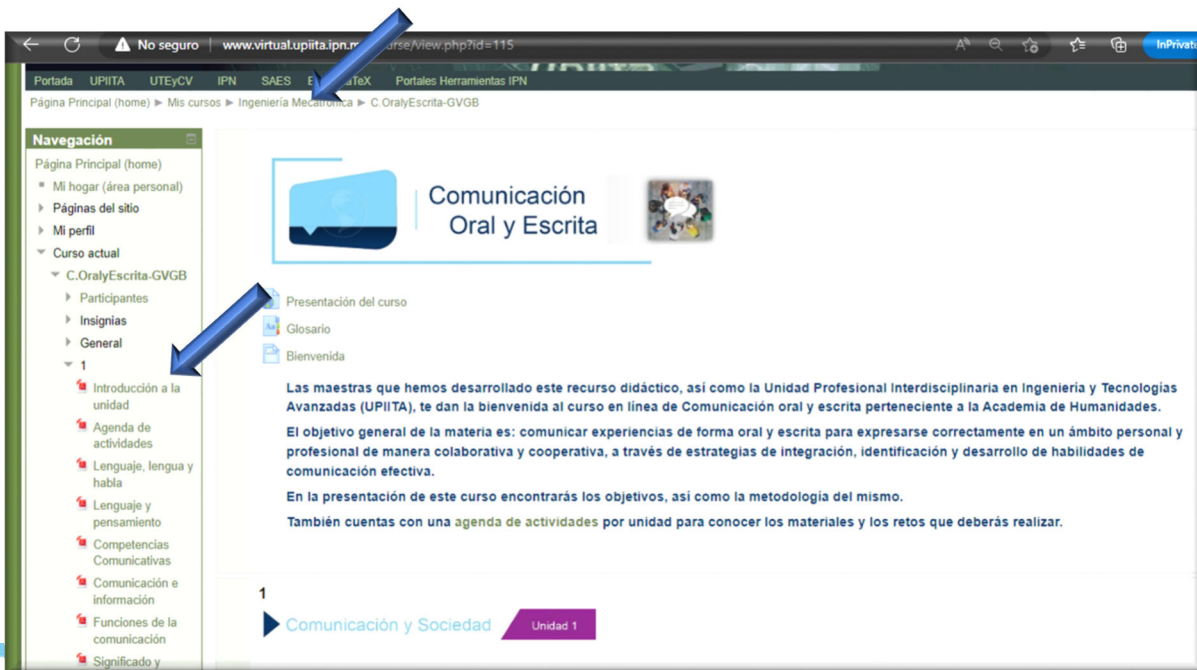 No seguro | www.virtual.upiita.ipn.m urse/view.php?id=115
InPrivate
Portada UPIITA UTEyCV IPN SAES TeX Portales Herramientas IPN
Página Principal (home) ► Mis cursos ► Ingeniería Mecatrónica ► C.OralyEscrita-GVGB
Navegación
Página Principal (home)
Mi hogar (área personal)
Páginas del sitio
Mi perfil
Curso actual
C.OralyEscrita-GVGB
Participantes
Insignias
General
1
Introducción a la
unidad
Agenda de
actividades
Lenguaje, lengua y
habla
Lenguaje y
pensamiento
Competencias
Comunicativas
Comunicación e
información
Funciones de la
comunicación
Significado y
Comunicación
Oral y Escrita
Presentación del curso
Glosario
Bienvenida
Las maestras que hemos desarrollado este recurso didáctico, así como la Unidad Profesional Interdisciplinaria en Ingeniería y Tecnologías
Avanzadas (UPIITA), te dan la bienvenida al curso en línea de Comunicación oral y escrita perteneciente a la Academia de Humanidades.
El objetivo general de la materia es: comunicar experiencias de forma oral y escrita para expresarse correctamente en un ámbito personal y
profesional de manera colaborativa y cooperativa, a través de estrategias de integración, identificación y desarrollo de habilidades de
comunicación efectiva.
En la presentación de este curso encontrarás los objetivos, así como la metodología del mismo.
También cuentas con una agenda de actividades por unidad para conocer los materiales y los retos que deberás realizar.
1
Comunicación y Sociedad
Unidad 1